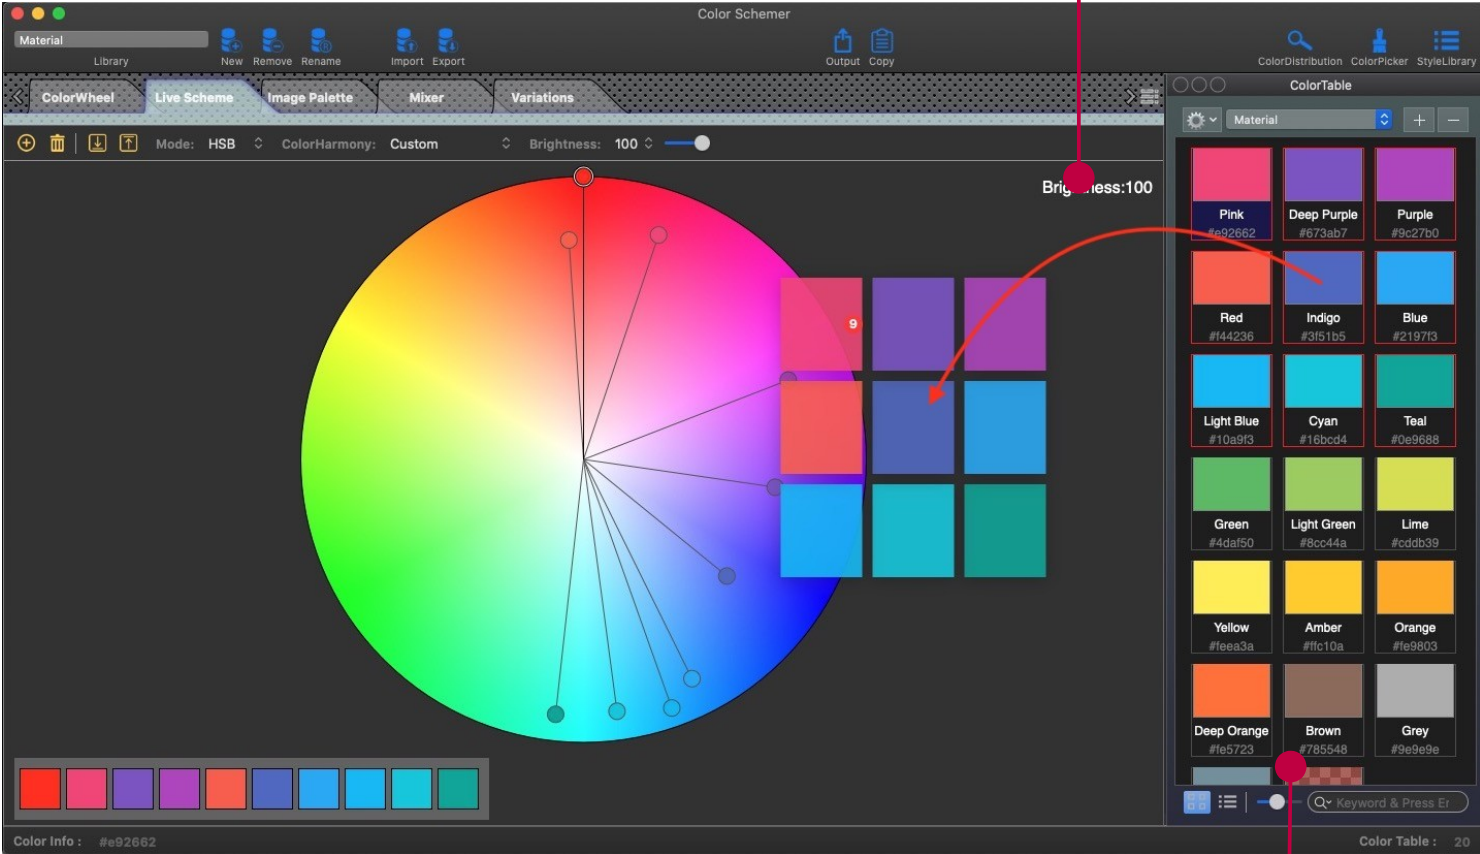 Color Schemer
Material
Library
New Remove Rename
Import Export
Output Copy
ColorDistribution ColorPicker StyleLibrary
ColorWheel Live Scheme Image Palette Mixer Variations
Mode: HSB ColorHarmony: Custom Brightness: 100
Brightness:100
9
ColorTable
Material
Pink Deep Purple Purple
#e92662 #673ab7 #9c27b0
Red Indigo Blue
#f44236 #3f51b5 #2197f3
Light Blue Cyan Teal
#10a9f3 #16bcd4 #0e9688
Green Light Green Lime
#4daf50 #8cc44a #cddb39
Yellow Amber Orange
#feea3a #ffc10a #fe9803
Deep Orange Brown Grey
#fe5723 #785548 #9e9e9e
Keyword & Press Er
Color Info : #e92662
Color Table : 20